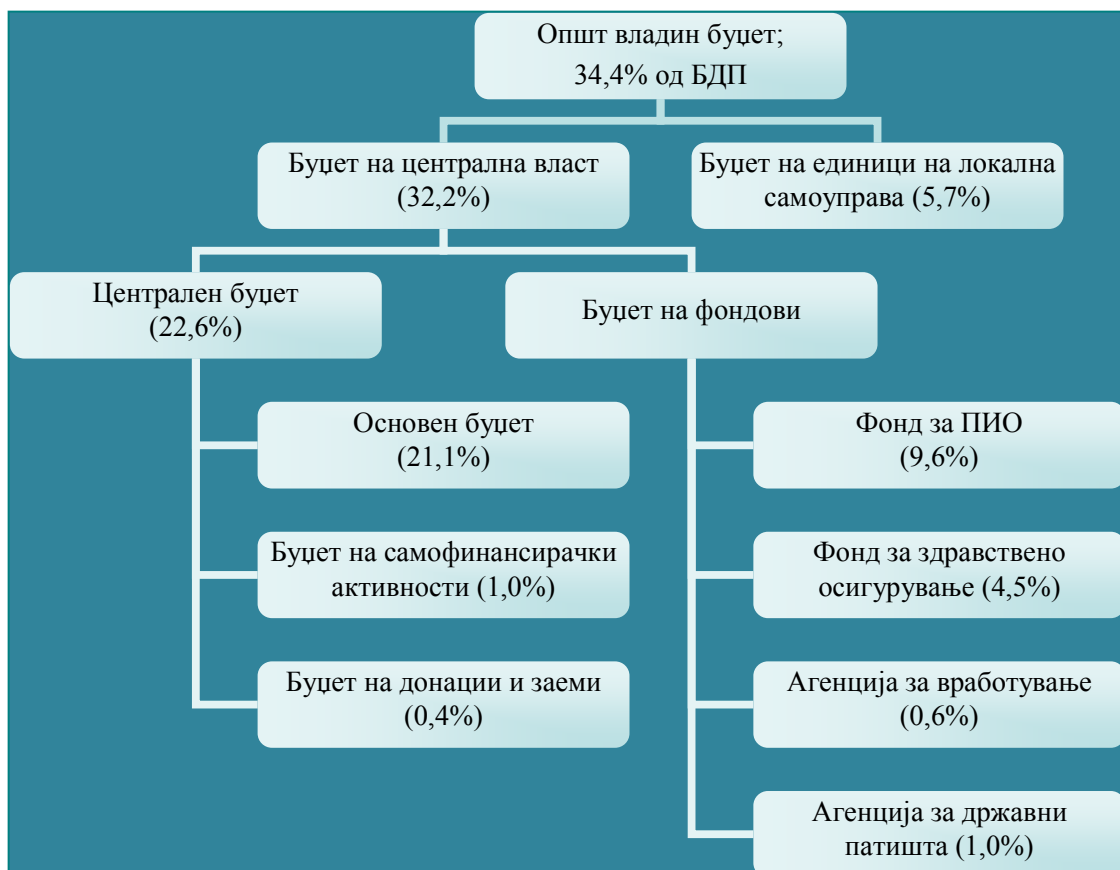 Општ владин буџет;
34,4% од БДП
Буџет на централна власт
(32,2%)
Буџет на единици на локална
самоуправа (5,7%)
Централен буџет
(22,6%)
Буџет на фондови
Основен буџет
(21,1%)
Фонд за ПИО
(9,6%)
Буџет на самофинансирачки
активности (1,0%)
Фонд за здравствено
осигурување (4,5%)
Буџет на донации и заеми
(0,4%)
Агенција за вработување
(0,6%)
Агенција за државни
патишта (1,0%)